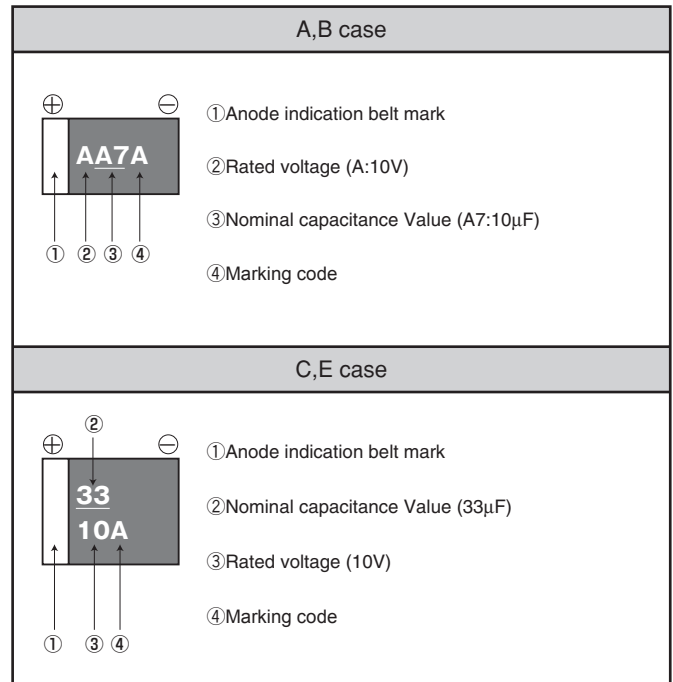 A,B case
⊕ ⊖
AA7A
① ② ③ ④
①Anode indication belt mark
②Rated voltage (A:10V)
③Nominal capacitance Value (A7:10μF)
④Marking code
C,E case
②
⊕ ⊖
33
10A
① ③ ④
①Anode indication belt mark
②Nominal capacitance Value (33μF)
③Rated voltage (10V)
④Marking code